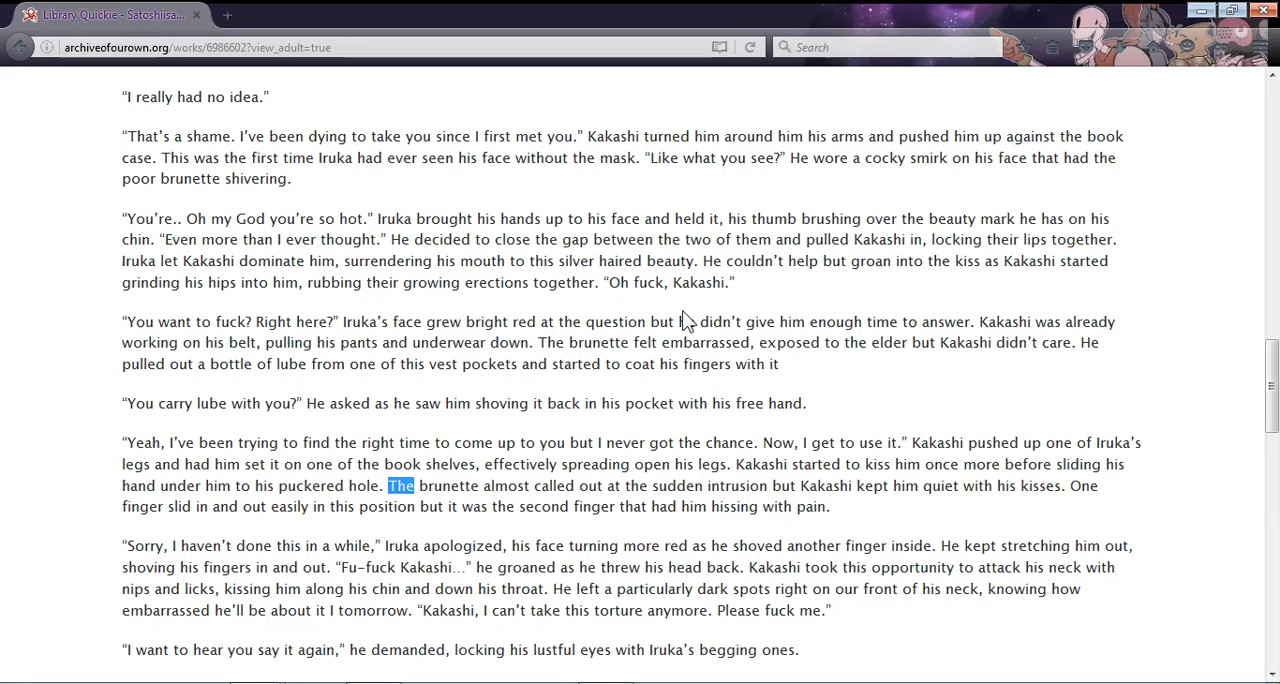 Library Quickie - Satoshiisa...
archiveofourown.org/works/6986602?view_adult=true
Search
“I really had no idea.”
“That’s a shame. I’ve been dying to take you since I first met you.” Kakashi turned him around him his arms and pushed him up against the book
case. This was the first time Iruka had ever seen his face without the mask. “Like what you see?” He wore a cocky smirk on his face that had the
poor brunette shivering.
“You’re.. Oh my God you’re so hot.” Iruka brought his hands up to his face and held it, his thumb brushing over the beauty mark he has on his
chin. “Even more than I ever thought.” He decided to close the gap between the two of them and pulled Kakashi in, locking their lips together.
Iruka let Kakashi dominate him, surrendering his mouth to this silver haired beauty. He couldn’t help but groan into the kiss as Kakashi started
grinding his hips into him, rubbing their growing erections together. “Oh fuck, Kakashi.”
“You want to fuck? Right here?” Iruka’s face grew bright red at the question but didn’t give him enough time to answer. Kakashi was already
working on his belt, pulling his pants and underwear down. The brunette felt embarrassed, exposed to the elder but Kakashi didn’t care. He
pulled out a bottle of lube from one of this vest pockets and started to coat his fingers with it
“You carry lube with you?” He asked as he saw him shoving it back in his pocket with his free hand.
“Yeah, I’ve been trying to find the right time to come up to you but I never got the chance. Now, I get to use it.” Kakashi pushed up one of Iruka’s
legs and had him set it on one of the book shelves, effectively spreading open his legs. Kakashi started to kiss him once more before sliding his
hand under him to his puckered hole. The brunette almost called out at the sudden intrusion but Kakashi kept him quiet with his kisses. One
finger slid in and out easily in this position but it was the second finger that had him hissing with pain.
“Sorry, I haven’t done this in a while,” Iruka apologized, his face turning more red as he shoved another finger inside. He kept stretching him out,
shoving his fingers in and out. “Fu-fuck Kakashi...” he groaned as he threw his head back. Kakashi took this opportunity to attack his neck with
nips and licks, kissing him along his chin and down his throat. He left a particularly dark spots right on our front of his neck, knowing how
embarrassed he’ll be about it I tomorrow. “Kakashi, I can’t take this torture anymore. Please fuck me.”
“I want to hear you say it again,” he demanded, locking his lustful eyes with Iruka’s begging ones.